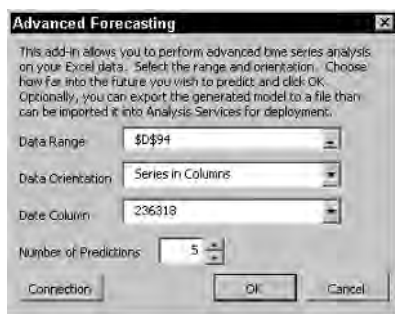 Advanced Forecasting
This add-in allows you to perform advanced time series analysis
on your Excel data. Select the range and orientation. Choose
how far into the future you wish to predict and click OK
Optionally, you can export the generated model to a file than
can be imported it into Analysis Services for deployment.
Data Range $D$94
Data Orientation Series in Columns
Date Column 236318
Number of Predictions 5
Connection OK Cancel